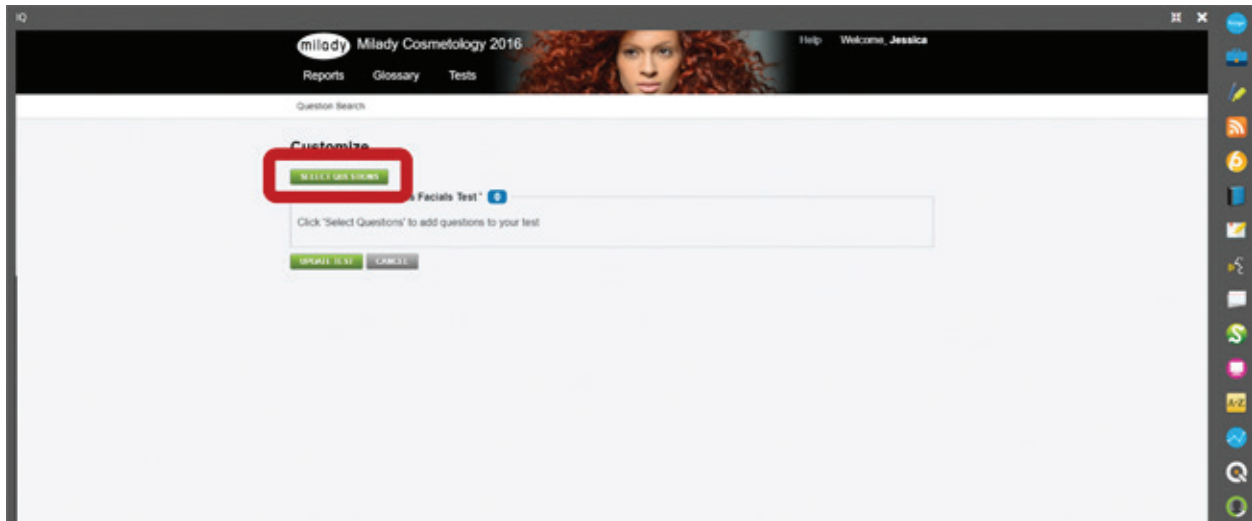 IQ
milady Milady Cosmetology 2016
Help Welcome, Jessica
Reports Glossary Tests
Question Search
Customize
SELECT QUESTIONS
Facials Test * 0
Click 'Select Questions' to add questions to your test
UPDATE TEST CANCEL
A-Z